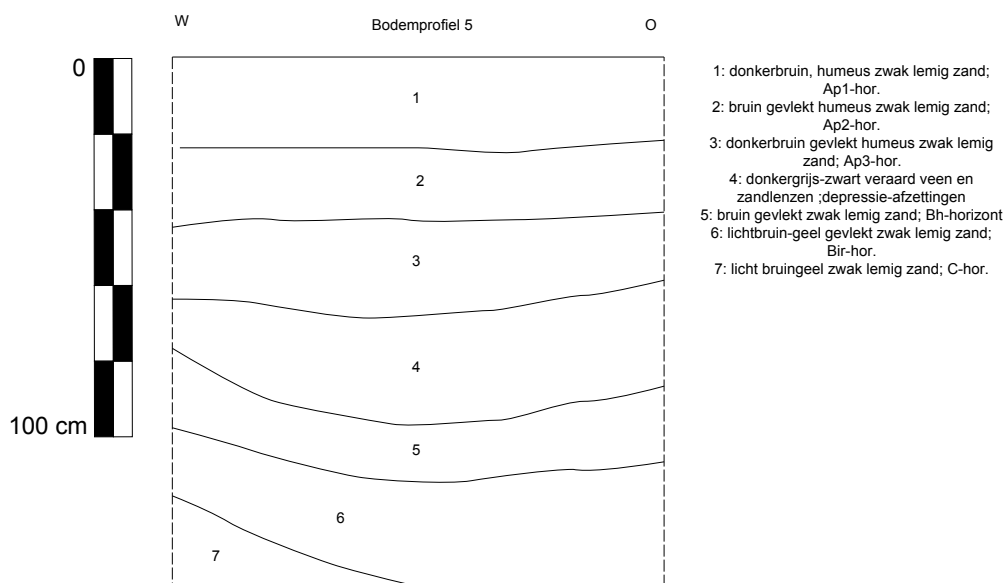 W
Bodemprofiel 5
O
0
100 cm
1
2
3
4
5
6
7
1: donkerbruin, humeus zwak lemig zand;
Ap1-hor.
2: bruin gevlekt humeus zwak lemig zand;
Ap2-hor.
3: donkerbruin gevlekt humeus zwak lemig
zand; Ap3-hor.
4: donkergrijs-zwart veraard veen en
zandlenzen ;depressie-afzettingen
5: bruin gevlekt zwak lemig zand; Bh-horizont
6: lichtbruin-geel gevlekt zwak lemig zand;
Bir-hor.
7: licht bruingeel zwak lemig zand; C-hor.